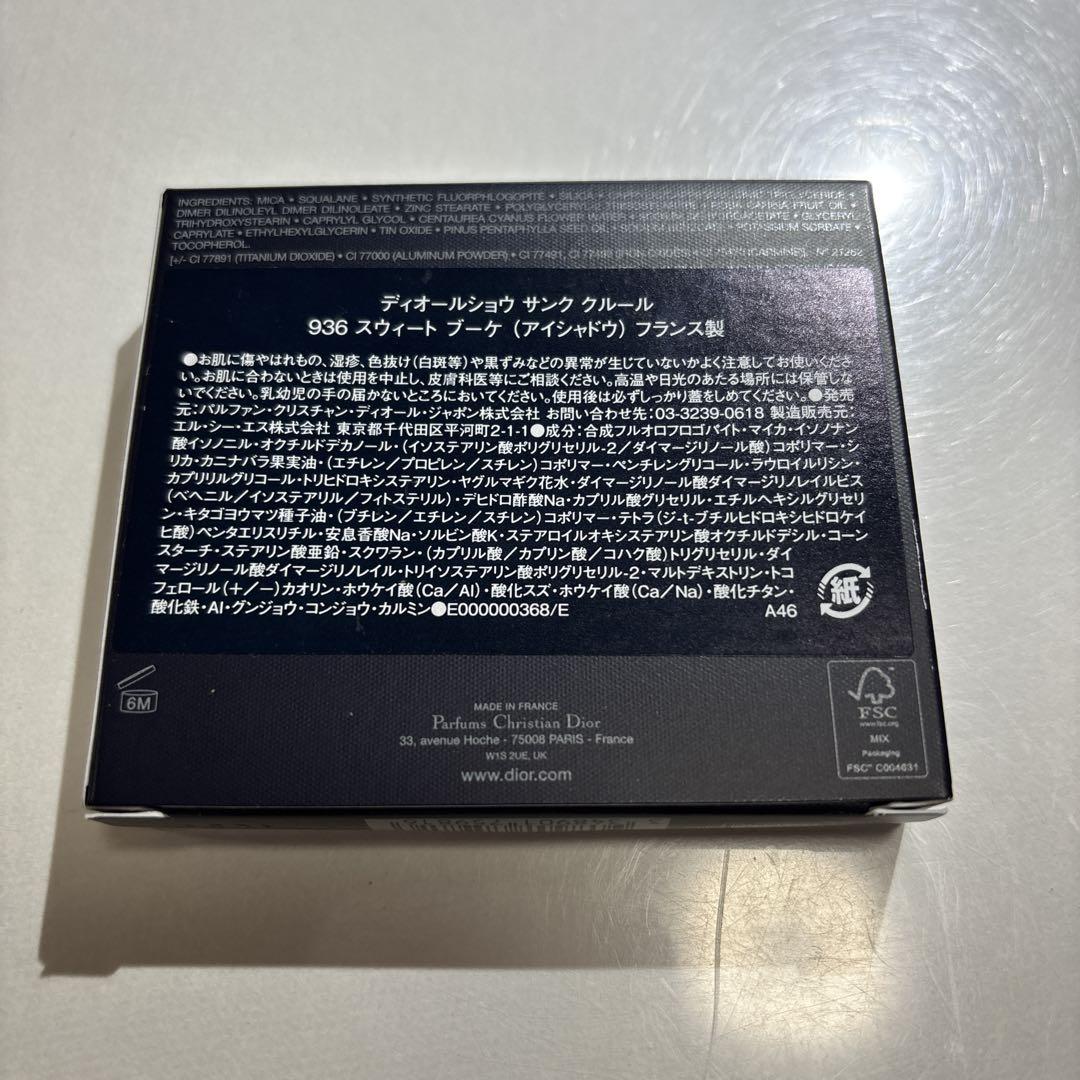 INGREDIENTS: MICA • SQUALANE • SYNTHETIC FLUORPHLOGOPITE • SILICA •
DIMER DILINOLEYL DIMER DILINOLEATE • ZINC STEARATE • CANINA FRUIT OIL •
TRIHYDROXYSTEARIN • CAPRYLYL GLYCOL • CENTAUREA CYANUS FLOWER • GLYCERYL
CAPRYLATE • ETHYLHEXYLGLYCERIN • TIN OXIDE • PINUS PENTAPHYLLA SEED OIL • POTASSIUM SORBATE •
TOCOPHEROL.
[+/- CI 77891 (TITANIUM DIOXIDE) • CI 77000 (ALUMINUM POWDER) • CI 77491, N° 21262
ディオールショウ サンク クルール
936 スウィート ブーケ (アイシャドウ) フランス製
●お肌に傷やはれもの、湿疹、色抜け(白斑等)や黒ずみなどの異常が生じていないかよく注意してお使いくださ
い。お肌に合わないときは使用を中止し、皮膚科医等にご相談ください。高温や日光のあたる場所には保管しな
いでください。乳幼児の手の届かないところにおいてください。使用後は必ずしっかり蓋をしめてください。●発売
元:パルファン・クリスチャン・ディオール・ジャポン株式会社 お問い合わせ先:03-3239-0618 製造販売元:
エル・シー・エス株式会社 東京都千代田区平河町2-1-1●成分:合成フルオロフロゴパイト・マイカ・イソノナン
酸イソノニル・オクチルドデカノール・(イソステアリン酸ポリグリセリル-2/ダイマージリノール酸)コポリマー・シ
リカ・カニナバラ果実油・(エチレン/プロピレン/スチレン)コポリマー・ペンチレングリコール・ラウロイルリシン・
カプリリルグリコール・トリヒドロキシステアリン・ヤグルマギク花水・ダイマージリノール酸ダイマージリノレイルビス
(ベヘニル/イソステアリル/フィトステリル)・デヒドロ酢酸Na・カプリル酸グリセリル・エチルヘキシルグリセリ
ン・キタゴヨウマツ種子油・(ブチレン/エチレン/スチレン)コポリマー・テトラ(ジ-t-ブチルヒドロキシヒドロケイ
ヒ酸)ペンタエリスリチル・安息香酸Na・ソルビン酸K・ステアロイルオキシステアリン酸オクチルドデシル・コーン
スターチ・ステアリン酸亜鉛・スクワラン・(カプリル酸/カプリン酸/コハク酸)トリグリセリル・ダイ
マージリノール酸ダイマージリノレイル・トリイソステアリン酸ポリグリセリル-2・マルトデキストリン・トコ
フェロール(+/-)カオリン・ホウケイ酸(Ca/Al)・酸化スズ・ホウケイ酸(Ca/Na)・酸化チタン・
酸化鉄・Al・グンジョウ・コンジョウ・カルミン●E000000368/E A46
紙
6M
MADE IN FRANCE
Parfums Christian Dior
33, avenue Hoche - 75008 PARIS - France
W1S 2UE, UK
www.dior.com
FSC
www.fsc.org
MIX
Packaging
FSC™ C004631